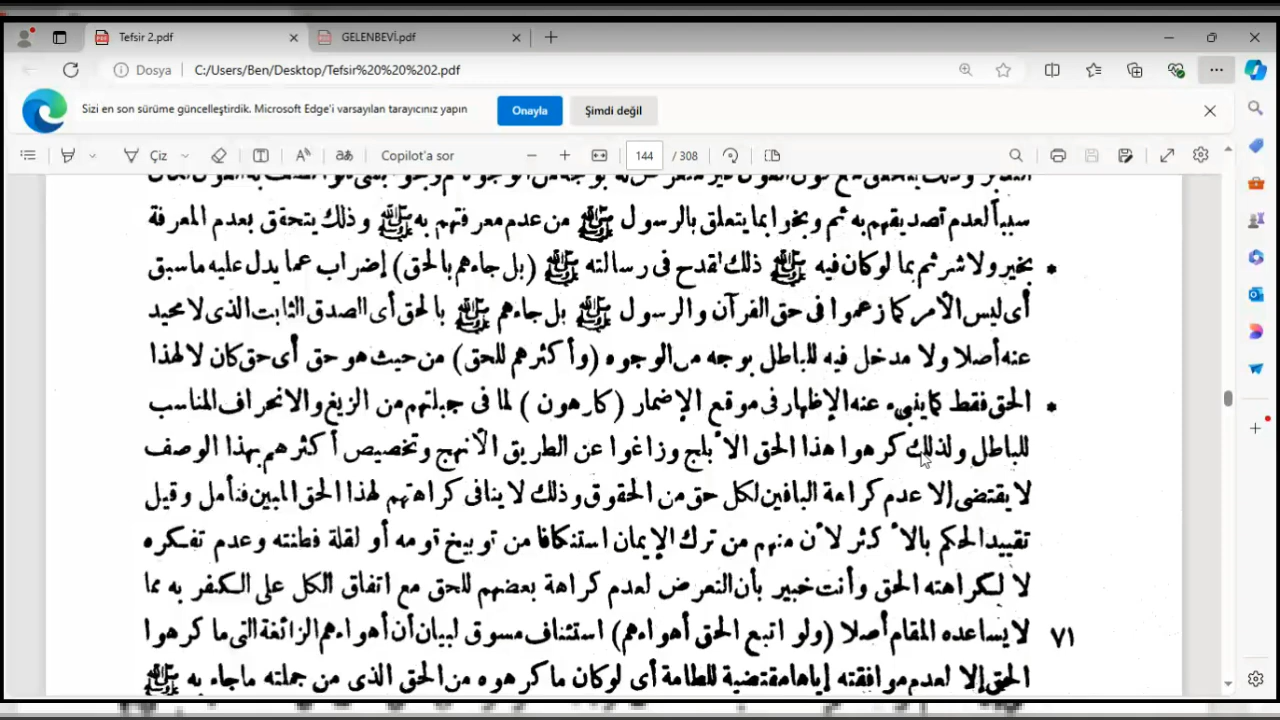 Tefsir 2.pdf
GELENBEVİ.pdf
Dosya
C:/Users/Ben/Desktop/Tefsir%20%20%202.pdf
Sizi en son sürüme güncelleştirdik. Microsoft Edge'i varsayılan tarayıcınız yapın
Onayla
Şimdi değil
Çiz
Copilot'a sor
144 / 308
سبباً لعدم تصديقهم به ثم وبخوا بما يتعلق بالرسول ﷺ من عدم معرفتهم به ﷺ وذلك يتحقق بعدم المعرفة
* بخير ولا شر ثم بما لو كان فيه ﷺ ذلك لقدح فى رسالته ﷺ (بل جاءهم بالحق) إضراب عما يدل عليه ما سبق
أى ليس الأمر كما زعموا فى حق القرآن والرسول ﷺ بل جاءهم ﷺ بالحق أى الصدق الثابت الذى لا محيد
عنه أصلا ولا مدخل فيه للباطل بوجه من الوجوه (وأكثرهم للحق) من حيث هو حق أى حق كان لا لهذا
* الحق فقط كما ينبىء عنه الإظهار فى موقع الإضمار (كارهون) لما فى جبلتهم من الزيغ والانحراف المناسب
للباطل ولذلك كرهوا هذا الحق الأبلج وزاغوا عن الطريق الأنهج وتخصيص أكثرهم بهذا الوصف
لا يقتضى إلا عدم كراهة الباقين لكل حق من الحقوق وذلك لا ينافى كراهتهم لهذا الحق المبين فتأمل وقيل
تقييد الحكم بالأكثر لأن منهم من ترك الإيمان استنكافا من توبيخ قومه أو لقلة فطنته وعدم تفكره
لا لكراهته الحق وأنت خبير بأن التعرض لعدم كراهة بعضهم للحق مع اتفاق الكل على الكفر به مما
٧١ لا يساعده المقام أصلا (ولو اتبع الحق أهواءهم) استئناف مسوق لبيان أن أهواءهم الزائغة التى ما كرهوا
الحق إلا لعدم موافقته إياها مقتضية للطامة أى لو كان ما كرهوه من الحق الذى من جملته ما جاء به ﷺ